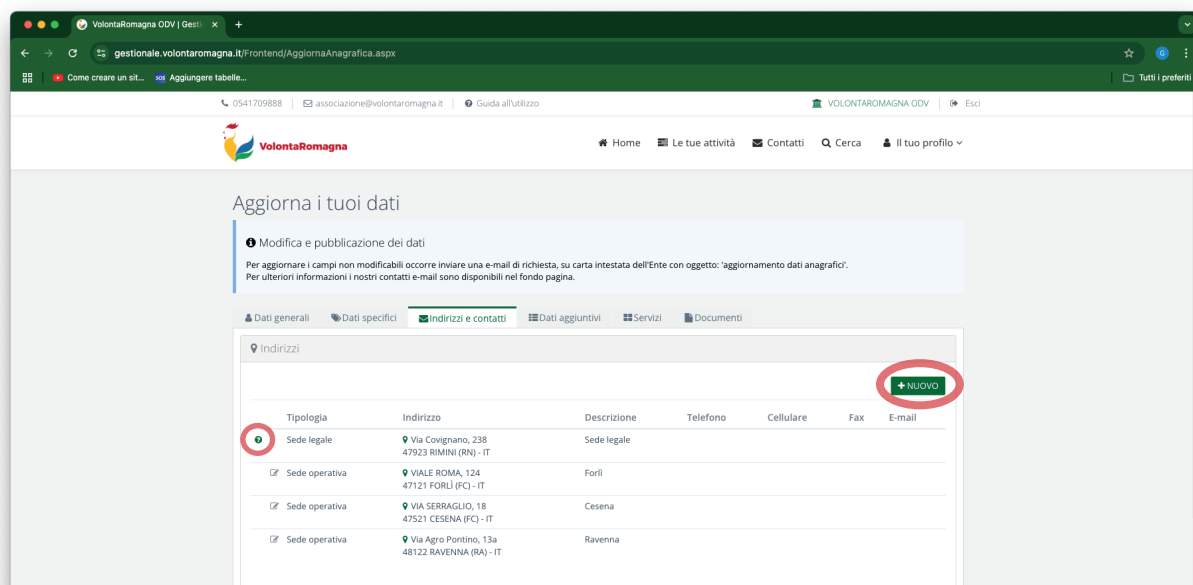 VolontaRomagna ODV | Gesti
gestionale.volontaromagna.it/Frontend/AggiornaAnagrafica.aspx
G
Come creare un sit...
SOS Aggiungere tabelle...
Tutti i preferiti
0541709888
associazione@volontaromagna.it
Guida all'utilizzo
VOLONTAROMAGNA ODV
Esci
VolontaRomagna
Home
Le tue attività
Contatti
Cerca
Il tuo profilo
Aggiorna i tuoi dati
Modifica e pubblicazione dei dati
Per aggiornare i campi non modificabili occorre inviare una e-mail di richiesta, su carta intestata dell'Ente con oggetto: 'aggiornamento dati anagrafici'.
Per ulteriori informazioni i nostri contatti e-mail sono disponibili nel fondo pagina.
Dati generali
Dati specifici
Indirizzi e contatti
Dati aggiuntivi
Servizi
Documenti
Indirizzi
+ NUOVO
Tipologia Indirizzo Descrizione Telefono Cellulare Fax E-mail
Sede legale Via Covignano, 238 Sede legale
47923 RIMINI (RN) - IT
Sede operativa VIALE ROMA, 124 Forlì
47121 FORLÌ (FC) - IT
Sede operativa VIA SERRAGLIO, 18 Cesena
47521 CESENA (FC) - IT
Sede operativa Via Agro Pontino, 13a Ravenna
48122 RAVENNA (RA) - IT